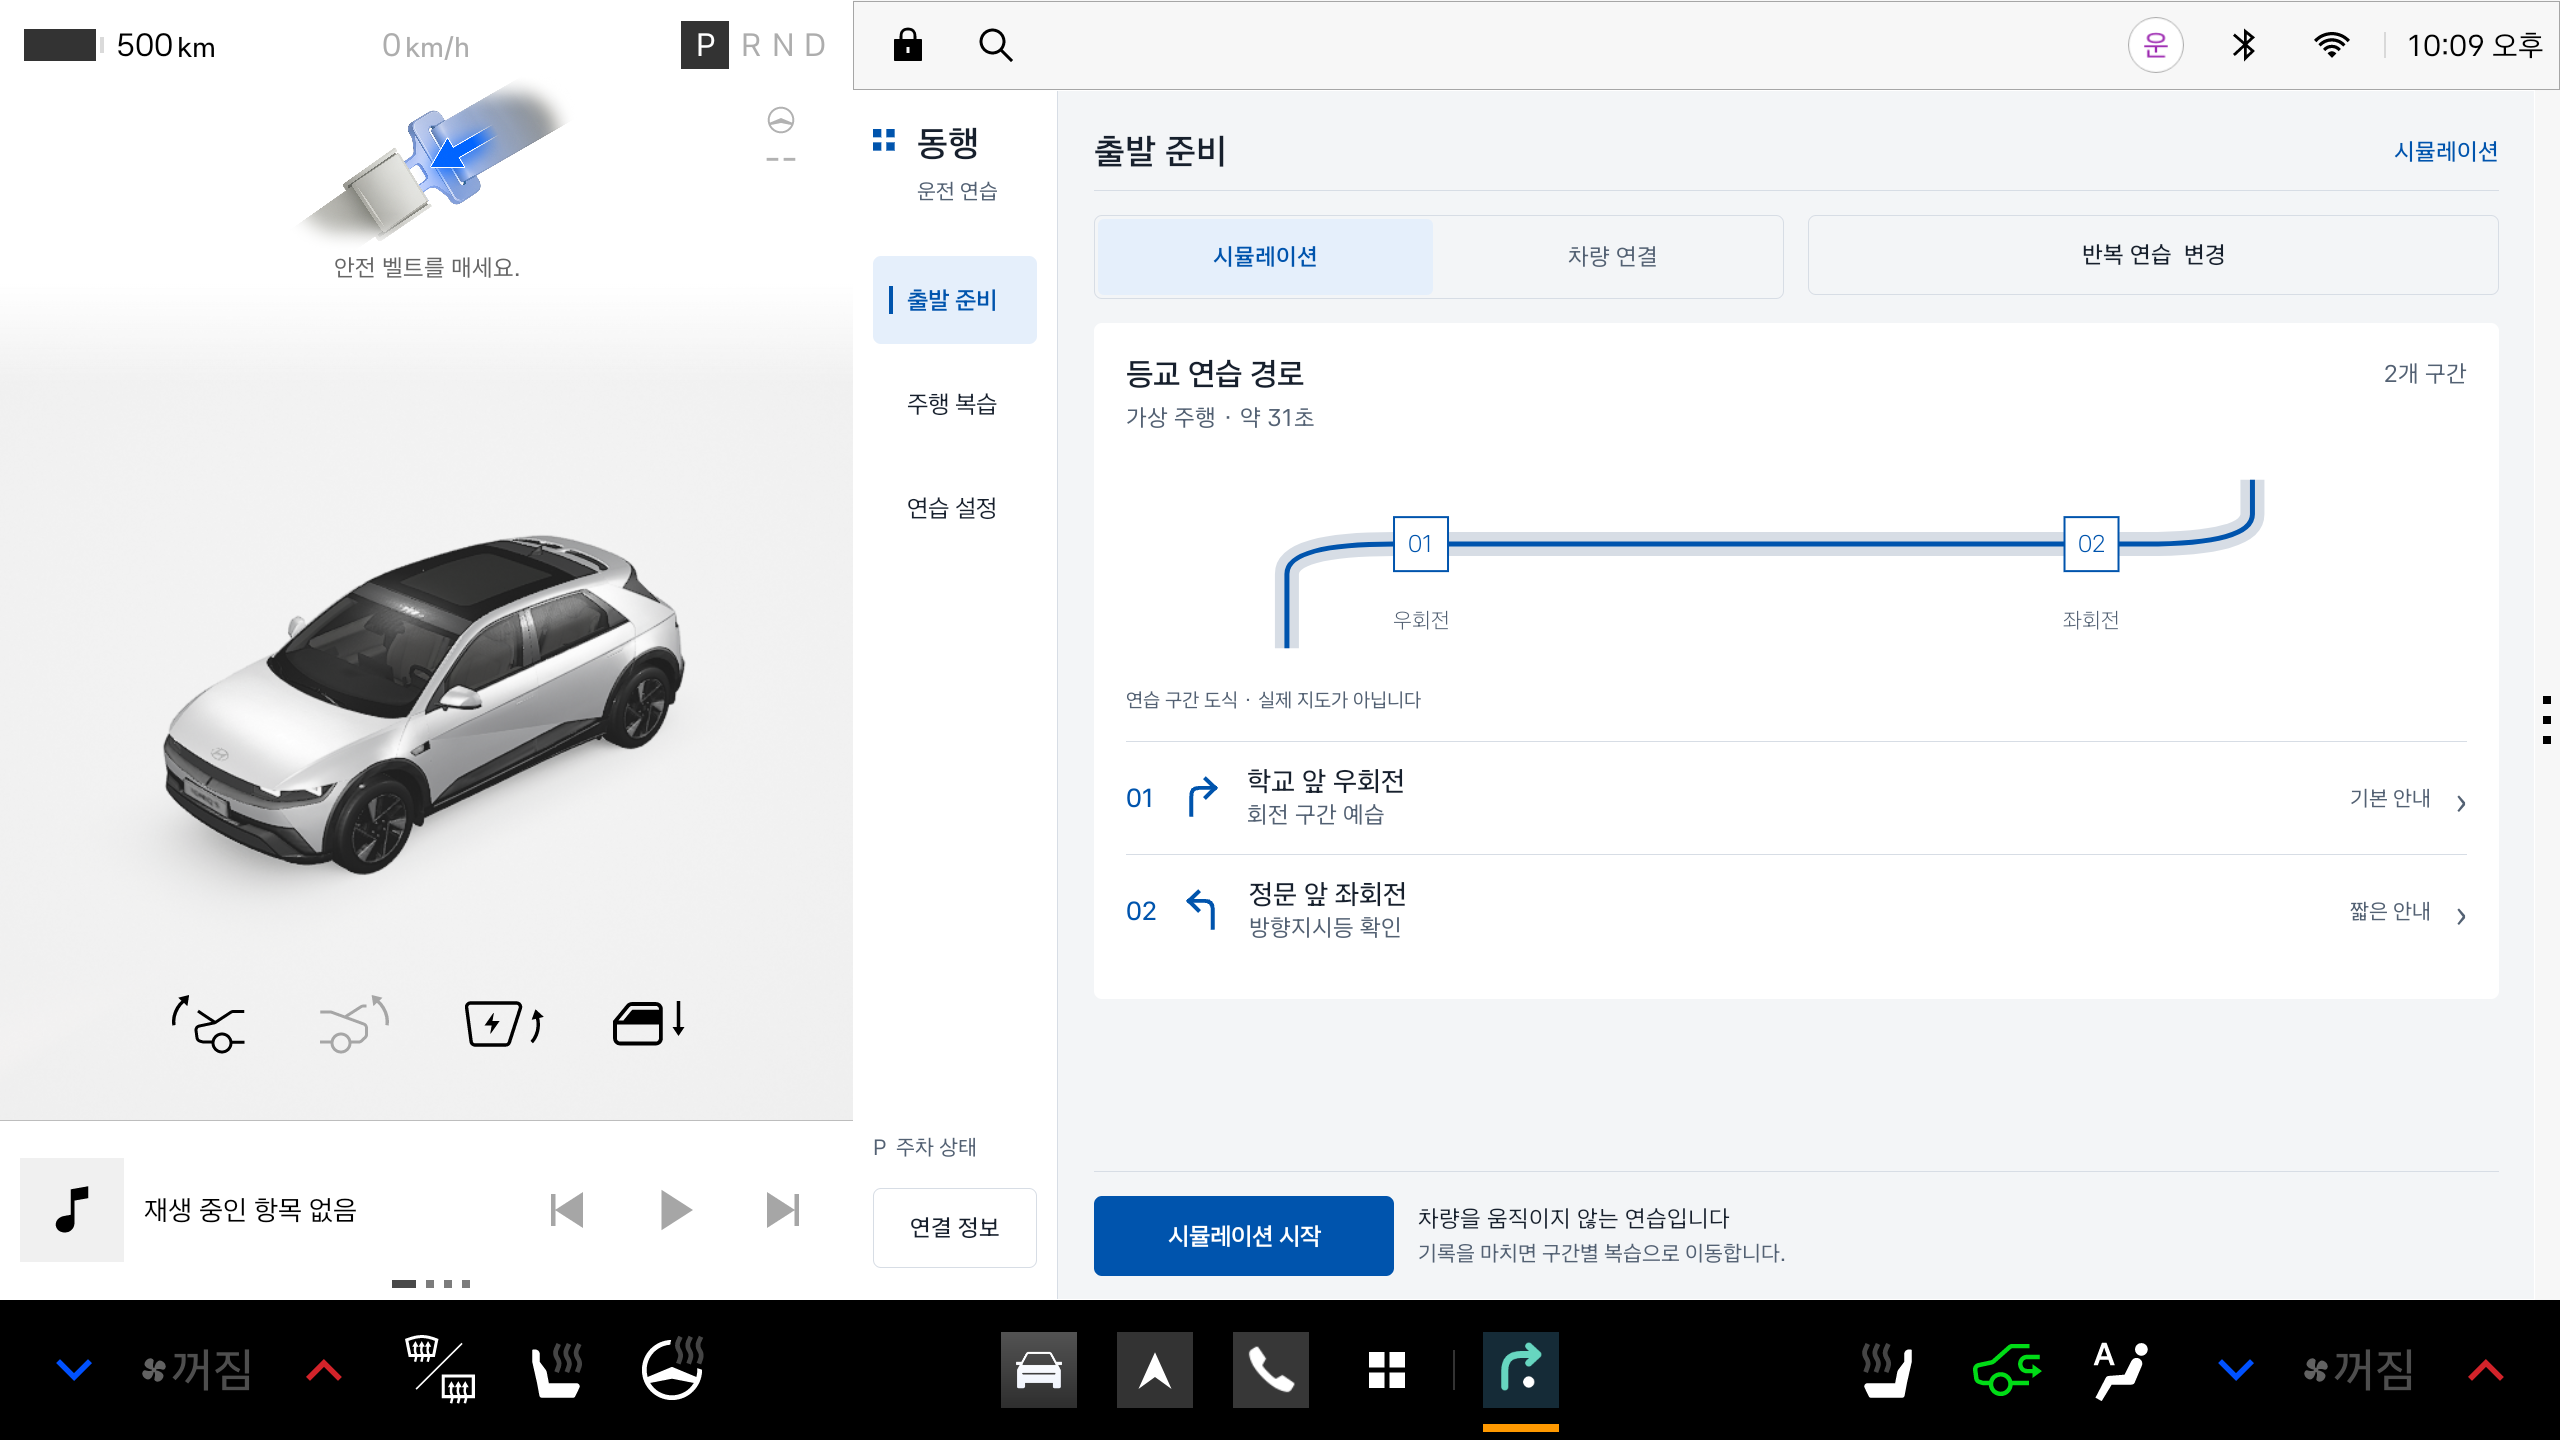 500 km
0 km/h
P R N D
안전 벨트를 매세요.
재생 중인 항목 없음
운
10:09 오후
동행
운전 연습
출발 준비
주행 복습
연습 설정
P 주차 상태
연결 정보
출발 준비
시뮬레이션
시뮬레이션
차량 연결
반복 연습 변경
등교 연습 경로
2개 구간
가상 주행 · 약 31초
01
02
우회전
좌회전
연습 구간 도식 · 실제 지도가 아닙니다
01
학교 앞 우회전
회전 구간 예습
기본 안내
02
정문 앞 좌회전
방향지시등 확인
짧은 안내
시뮬레이션 시작
차량을 움직이지 않는 연습입니다
기록을 마치면 구간별 복습으로 이동합니다.
꺼짐
A
꺼짐